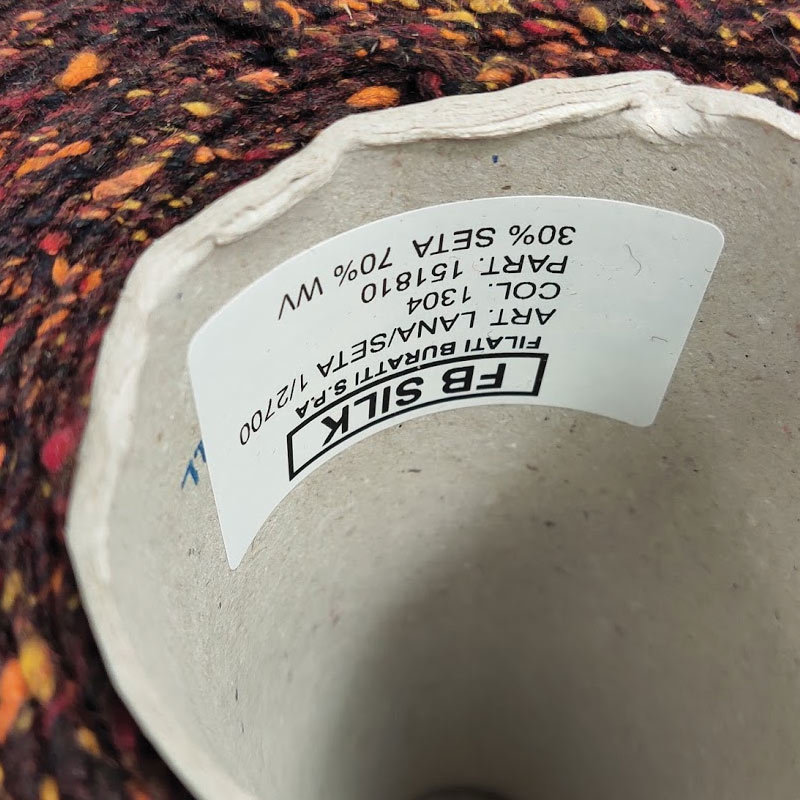 FB SILK
FILATI BURATTI S.P.A
ART. LANA/SETA 1/2700
COL. 1304
PART. 151810
30% SETA 70% WV